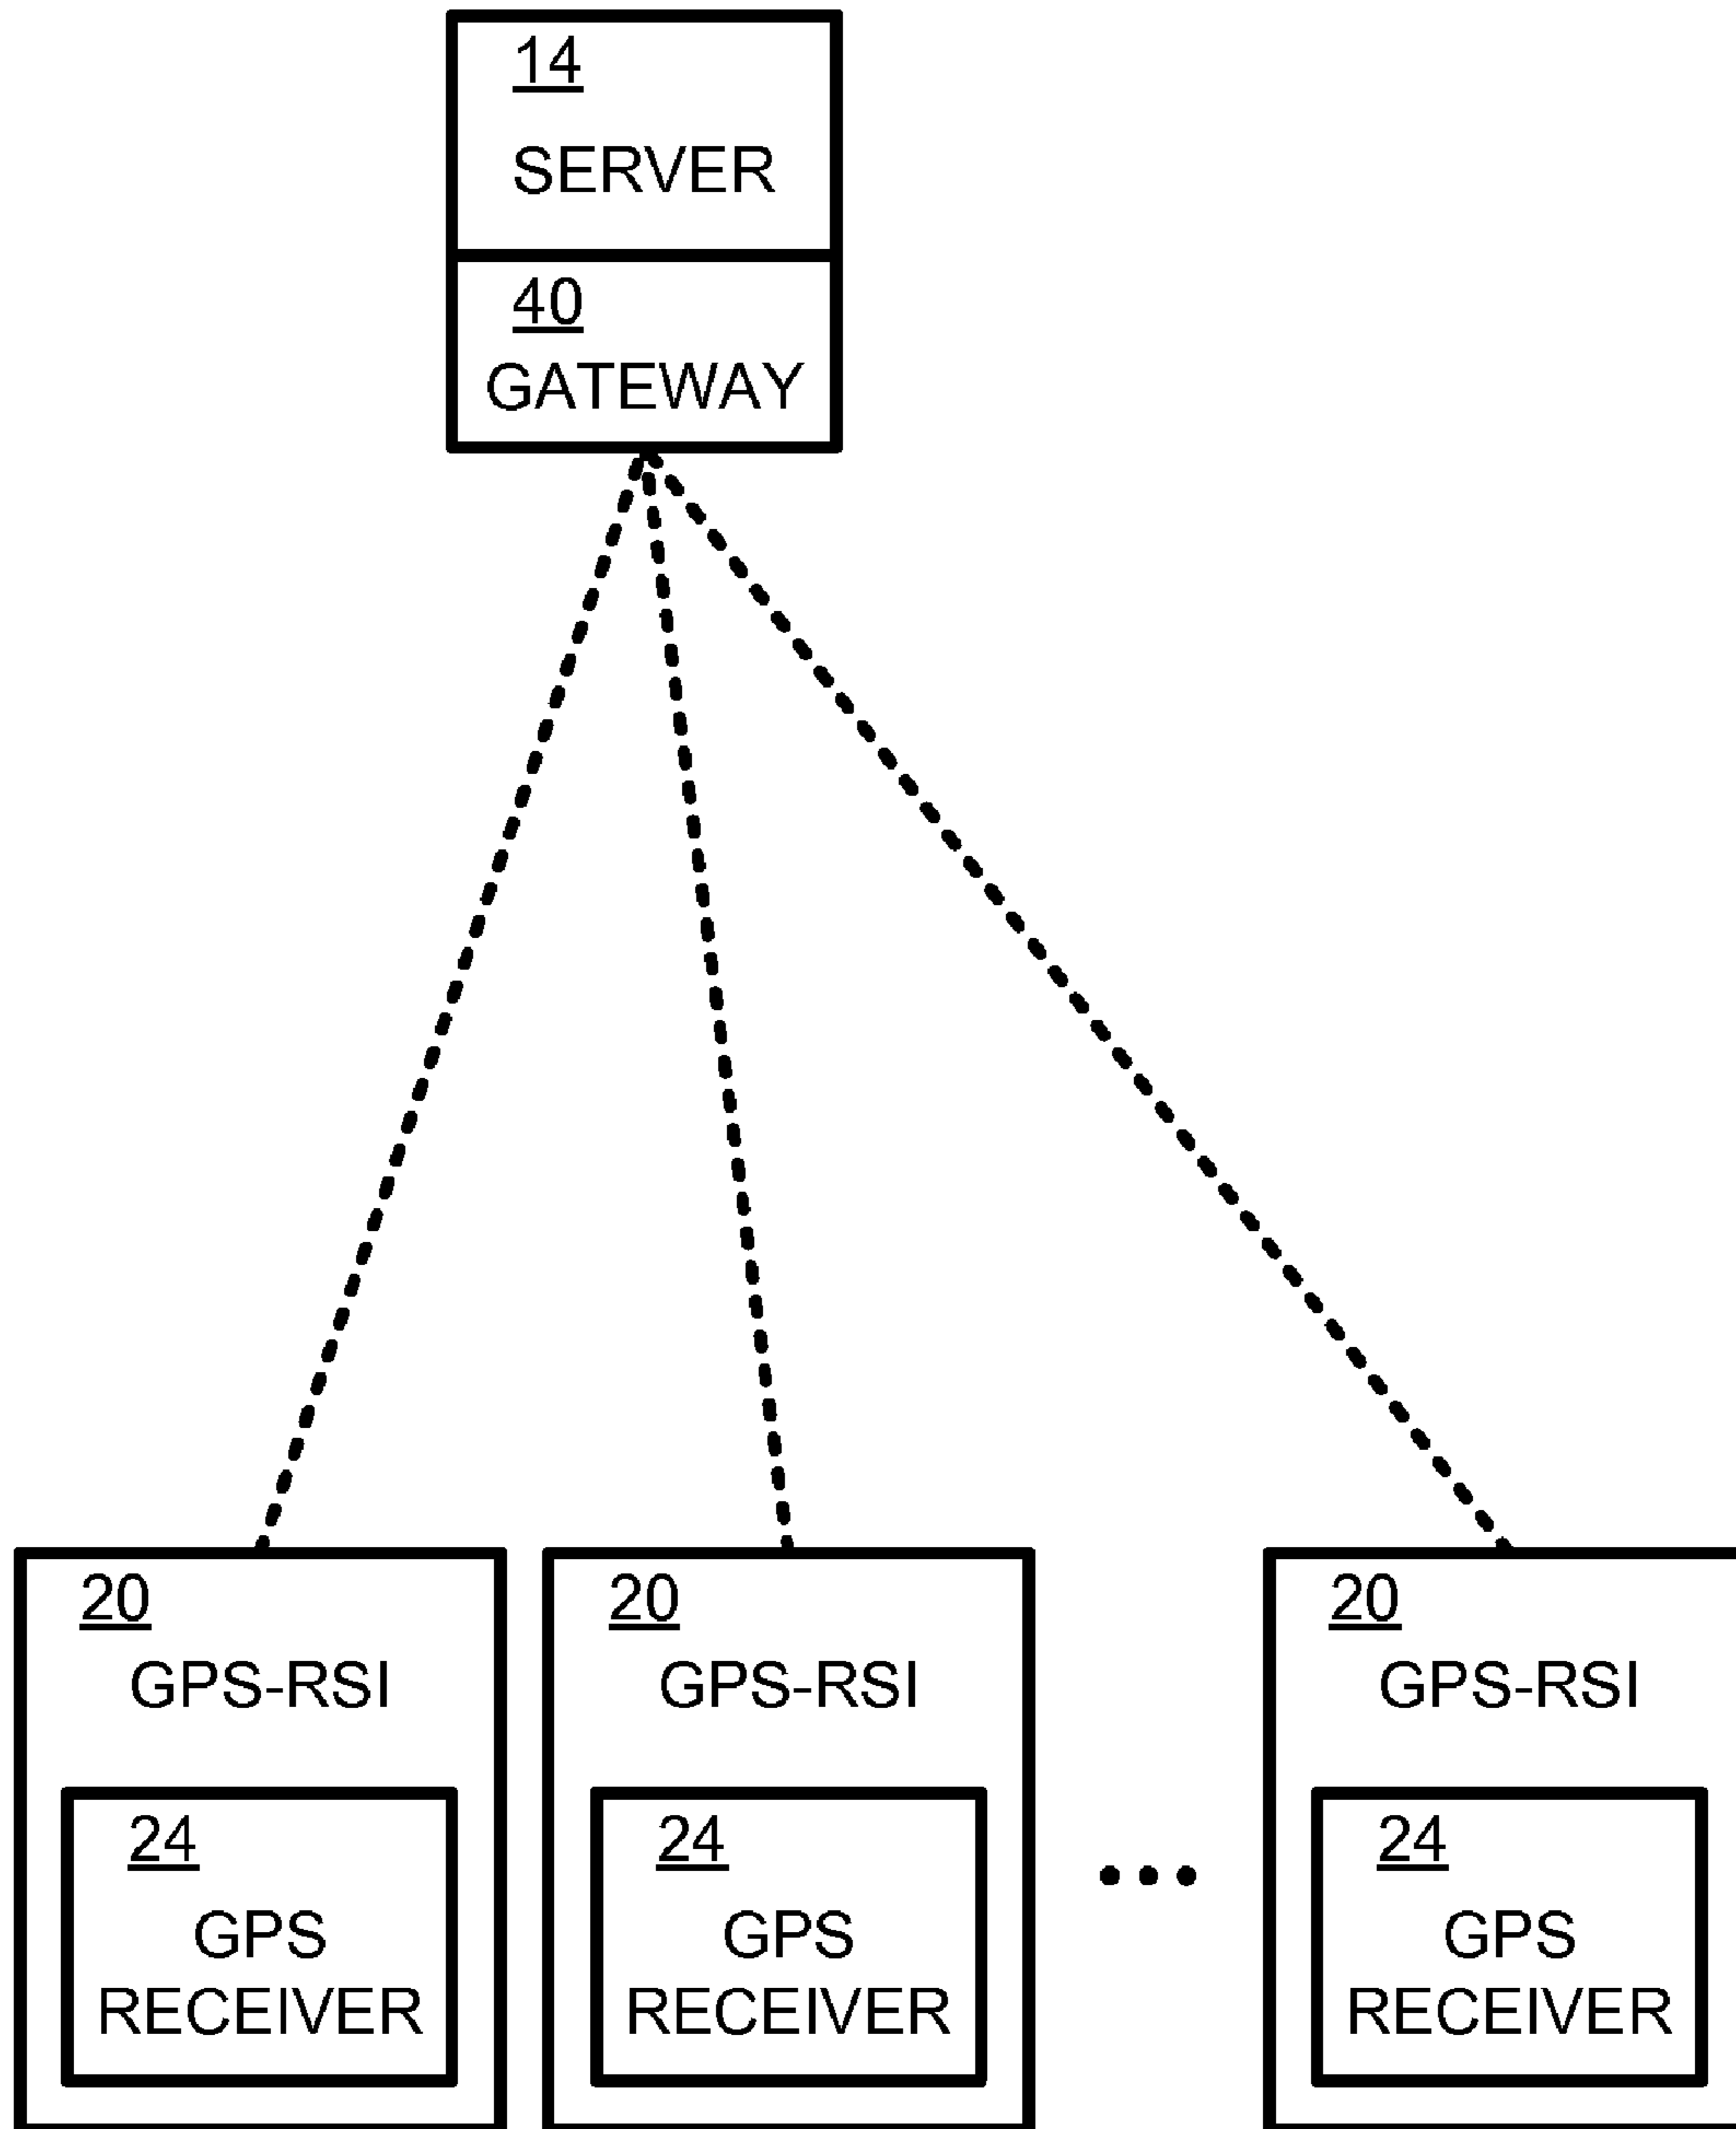 14
SERVER
40
GATEWAY
20
GPS-RSI
24
GPS
RECEIVER
20
GPS-RSI
24
GPS
RECEIVER
...
20
GPS-RSI
24
GPS
RECEIVER